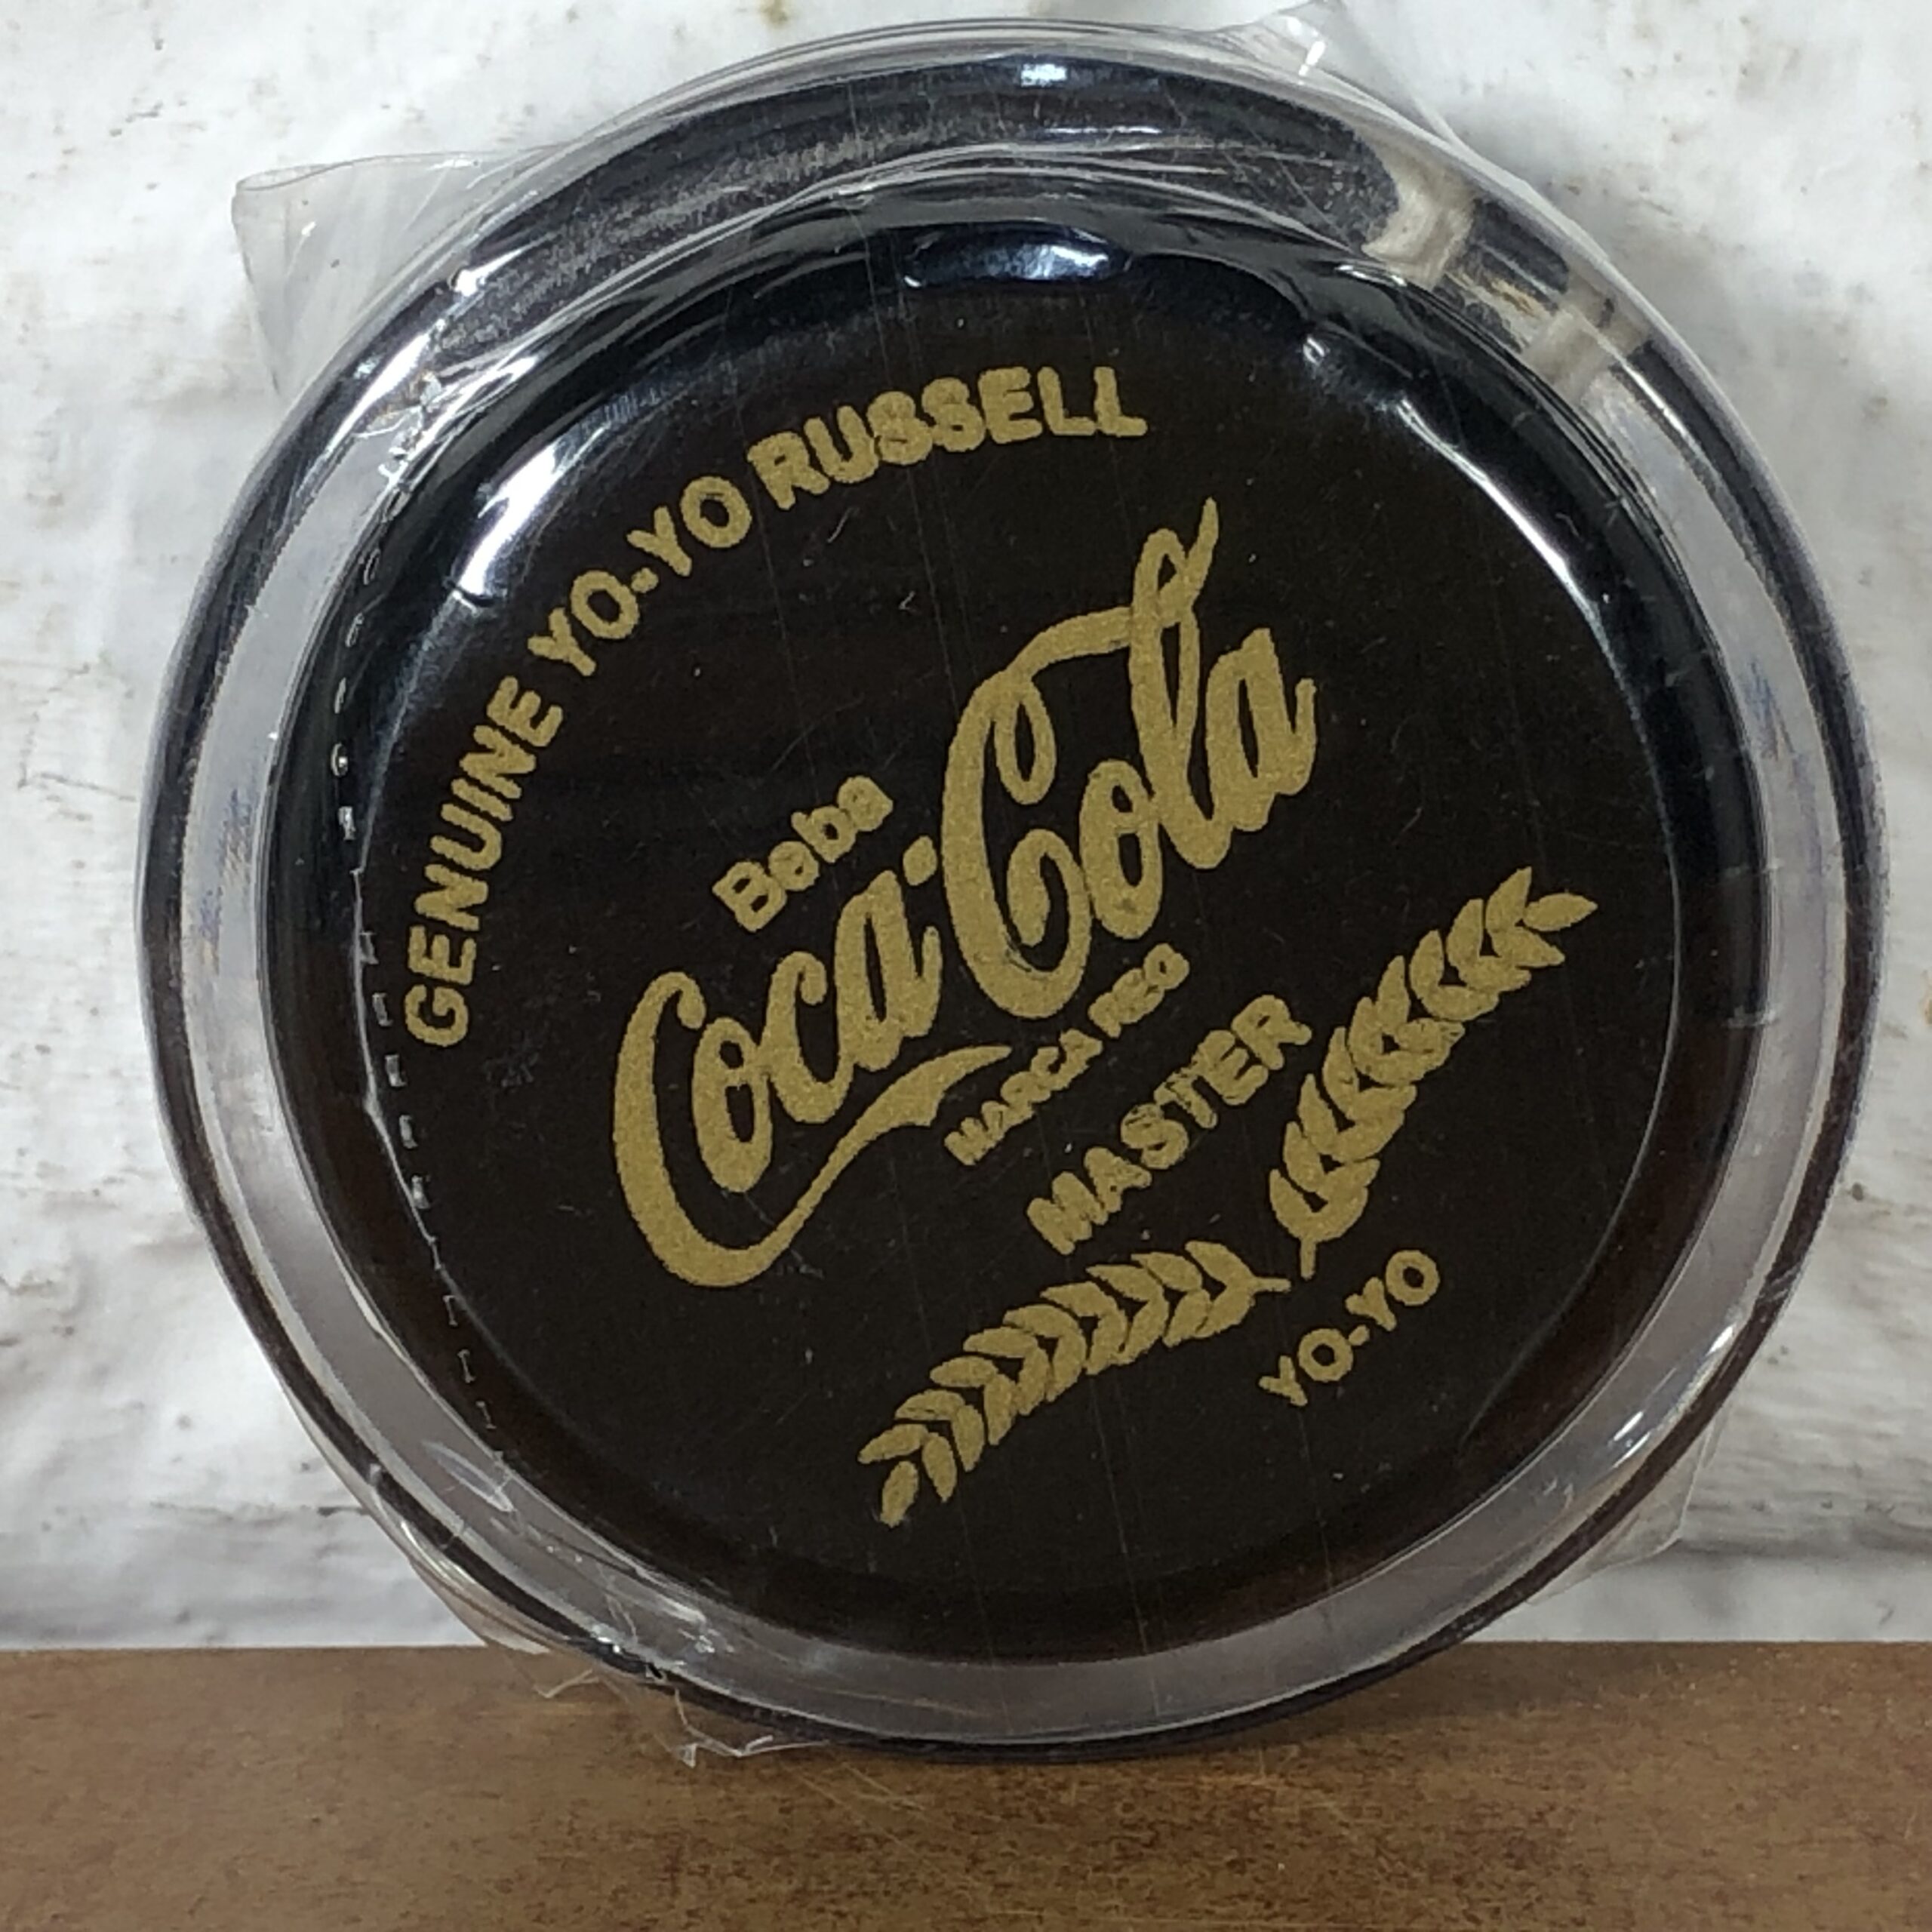 GENUINE YO-YO RUSSELL
Beba
Coca-Cola
MARCA REG
MASTER
YO-YO